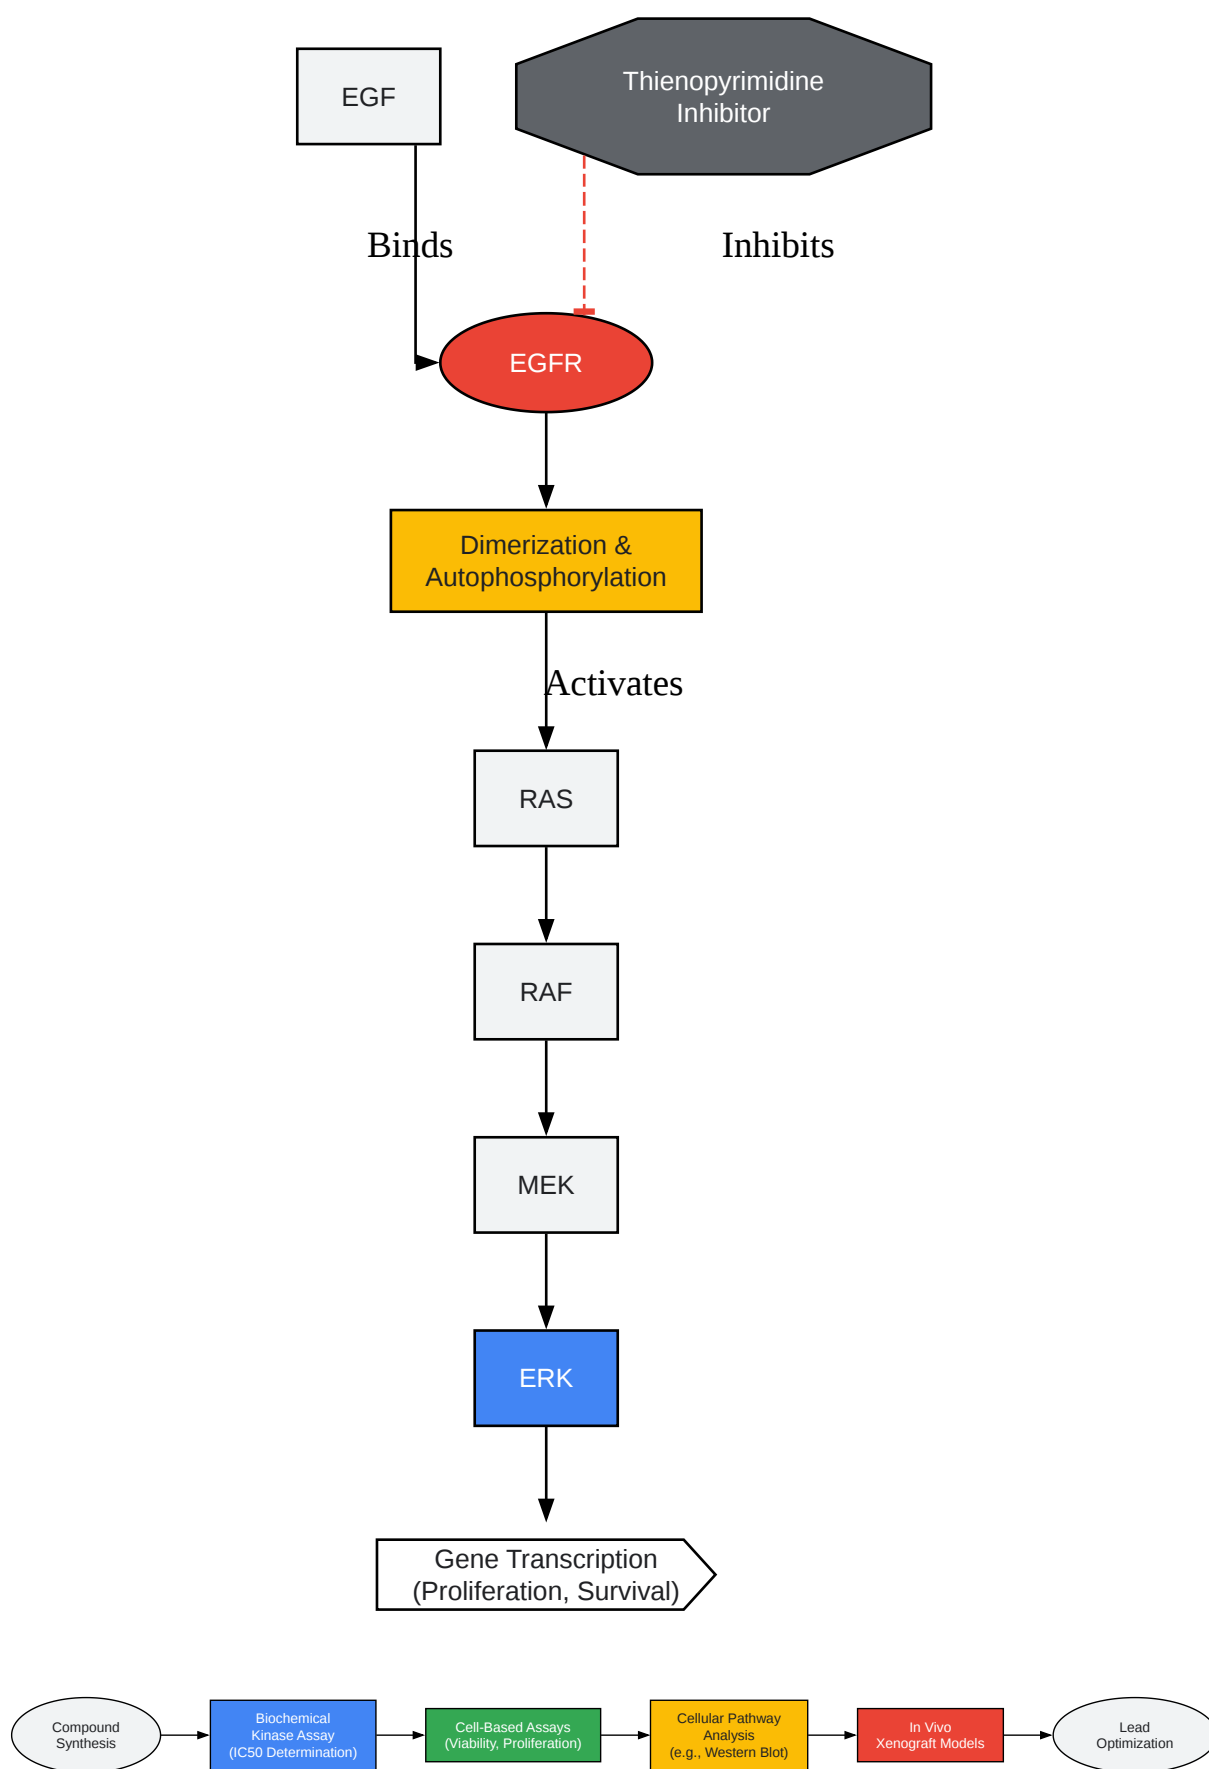 EGF
Thienopyrimidine
Inhibitor
Binds
Inhibits
EGFR
Dimerization &
Autophosphorylation
Activates
RAS
RAF
MEK
ERK
Gene Transcription
(Proliferation, Survival)
Compound
Synthesis
Biochemical
Kinase Assay
(IC50 Determination)
Cell-Based Assays
(Viability, Proliferation)
Cellular Pathway
Analysis
(e.g., Western Blot)
In Vivo
Xenograft Models
Lead
Optimization